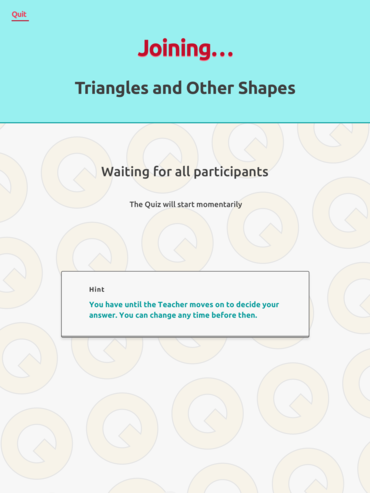 Quit
Joining...
Triangles and Other Shapes
Waiting for all participants
The Quiz will start momentarily
Hint
You have until the Teacher moves on to decide your
answer. You can change any time before then.